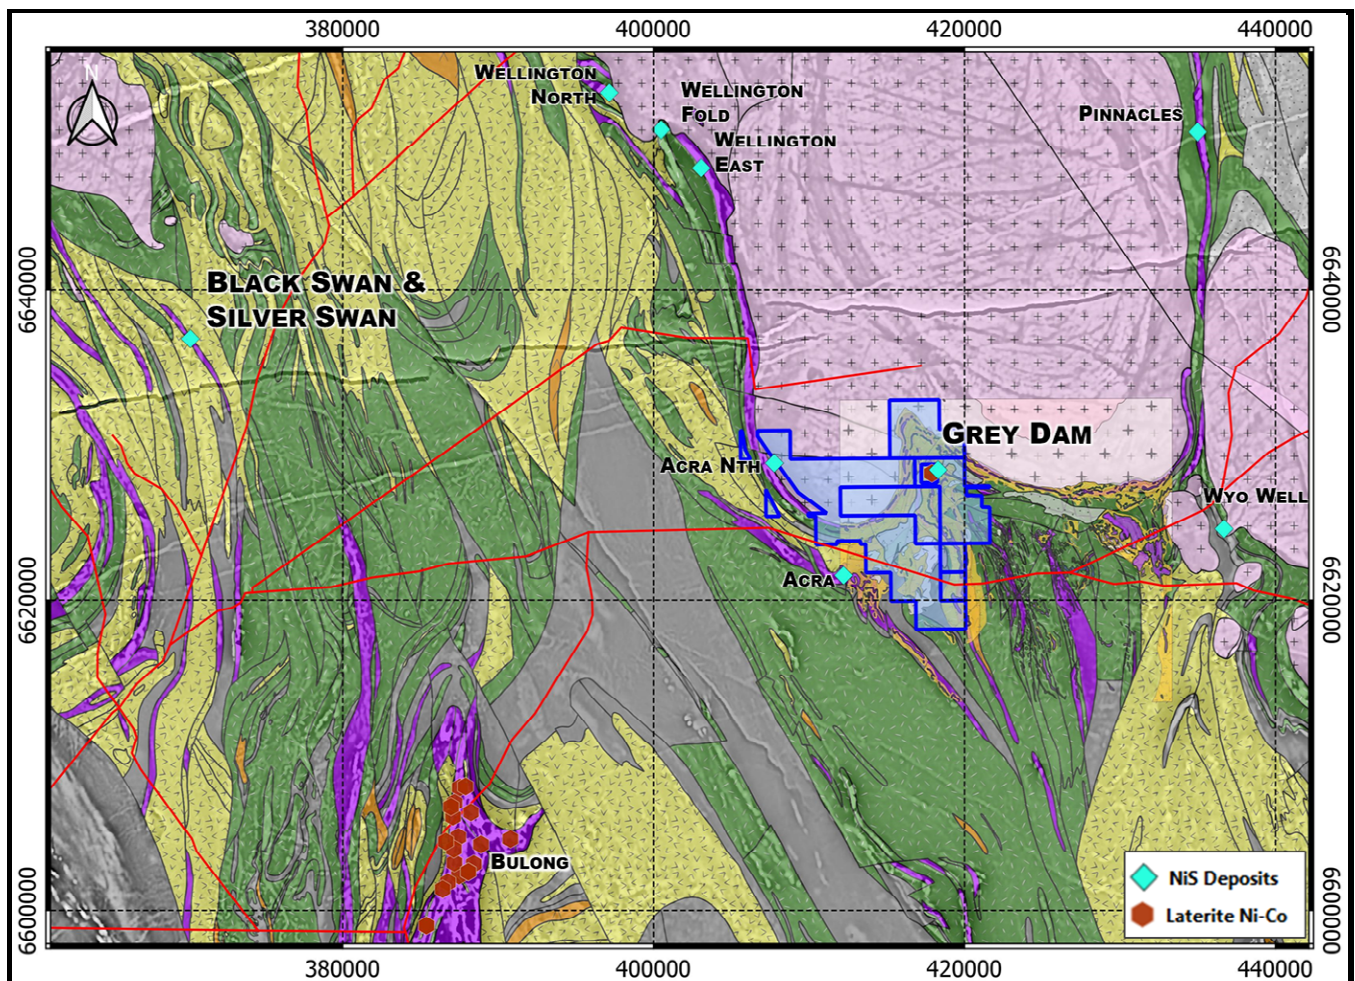 380000
400000
420000
440000
N
WELLINGTON
NORTH
WELLINGTON
FOLD
WELLINGTON
EAST
PINNACLES
6640000
6640000
BLACK SWAN &
SILVER SWAN
GREY DAM
ACRA NTH
WYO WELL
ACRA
6620000
6620000
BULONG
NiS Deposits
Laterite Ni-Co
6600000
6600000
380000
400000
420000
440000